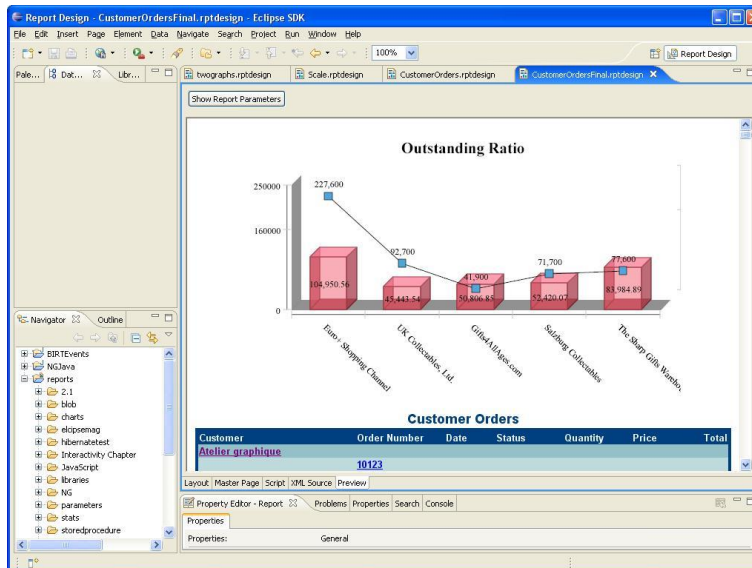 Report Design - CustomerOrdersFinal.rptdesign - Eclipse SDK
File Edit Insert Page Element Data Navigate Search Project Run Window Help
100%
Report Design
Pale... Dat... Libr...
twographs.rptdesign Scale.rptdesign CustomerOrders.rptdesign CustomerOrdersFinal.rptdesign
Show Report Parameters
Outstanding Ratio
250000
160000
0
227,600
92,700
41,900
71,700
77,600
104,950.56
45,443.54
50,806.85
52,420.07
83,984.89
Euro+ Shopping Channel
UK Collectables, Ltd.
Gifts4AllAges.com
Salzburg Collectables
The Sharp Gifts Warehou
Customer Orders
Customer Order Number Date Status Quantity Price Total
Atelier graphique
10123
Layout Master Page Script XML Source Preview
Navigator Outline
BIRTEvents
NGJava
reports
2.1
blob
charts
elcipsemag
hibernatetest
Interactivity Chapter
JavaScript
libraries
NG
parameters
stats
storedprocedure
Property Editor - Report Problems Properties Search Console
Properties
Properties: General